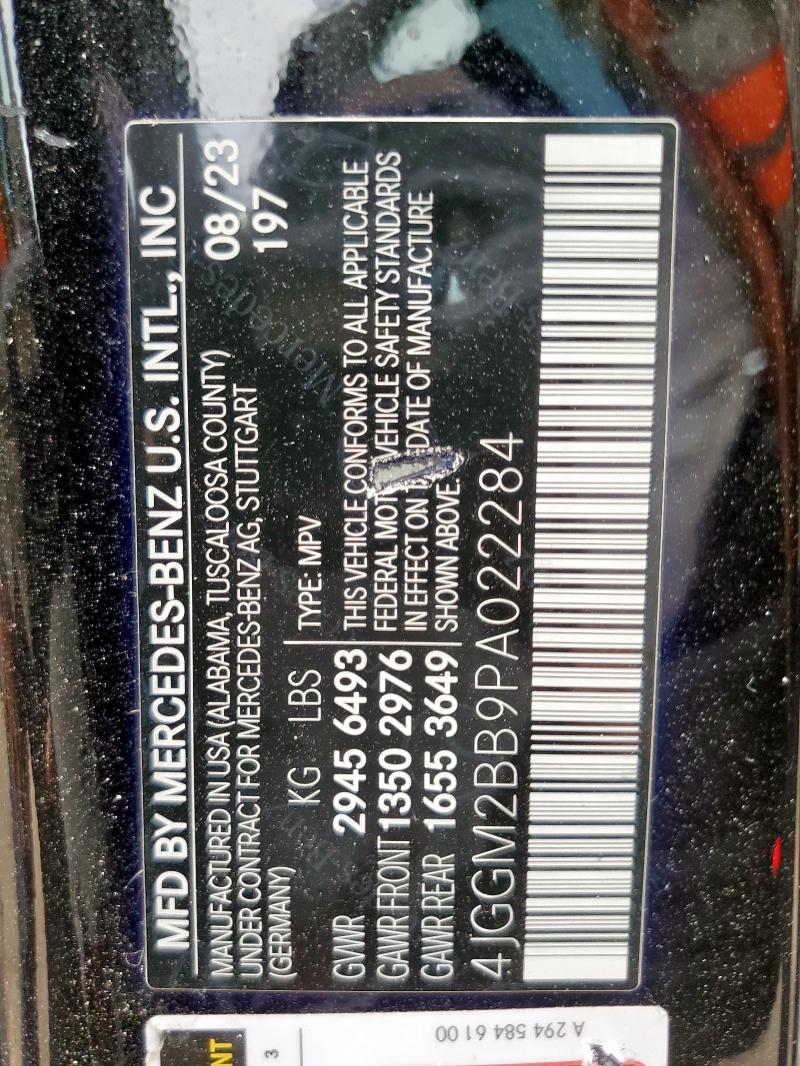 MFD BY MERCEDES-BENZ U.S. INTL., INC
MANUFACTURED IN USA (ALABAMA, TUSCALOOSA COUNTY)
UNDER CONTRACT FOR MERCEDES-BENZ AG, STUTTGART
(GERMANY)
08/23
197
KG LBS
TYPE: MPV
GVWR 2945 6493
GAWR FRONT 1350 2976
GAWR REAR 1655 3649
THIS VEHICLE CONFORMS TO ALL APPLICABLE
FEDERAL MOT VEHICLE SAFETY STANDARDS
IN EFFECT ON DATE OF MANUFACTURE
SHOWN ABOVE.
4JGGM2BB9PA022284
A 294 584 61 00
NT
3